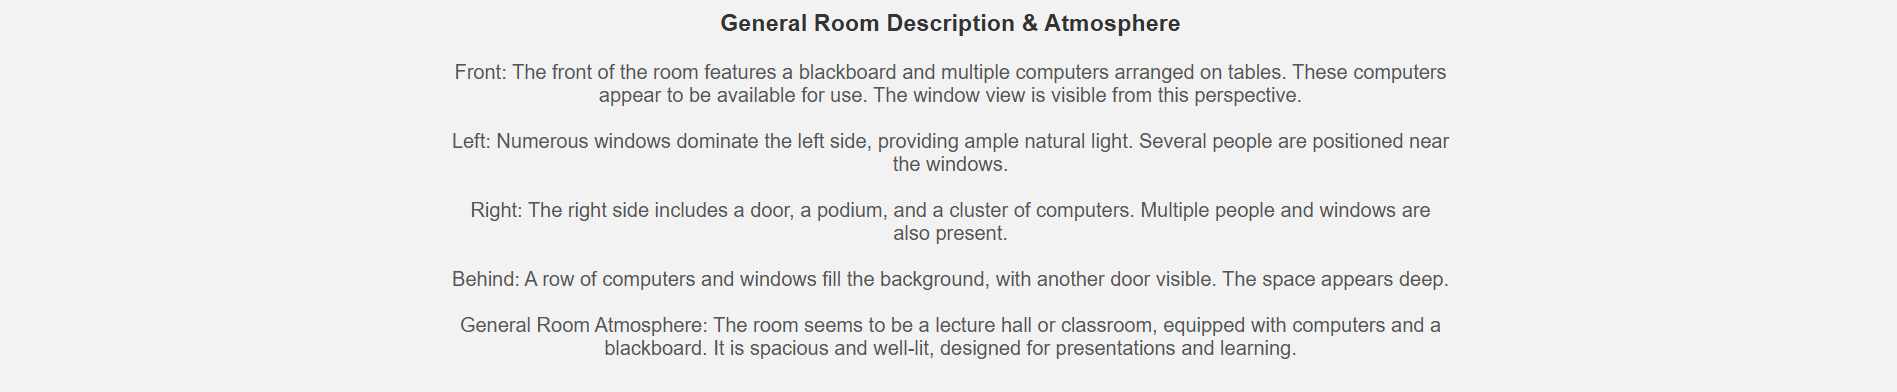 General Room Description & Atmosphere
Front: The front of the room features a blackboard and multiple computers arranged on tables. These computers
appear to be available for use. The window view is visible from this perspective.
Left: Numerous windows dominate the left side, providing ample natural light. Several people are positioned near
the windows.
Right: The right side includes a door, a podium, and a cluster of computers. Multiple people and windows are
also present.
Behind: A row of computers and windows fill the background, with another door visible. The space appears deep.
General Room Atmosphere: The room seems to be a lecture hall or classroom, equipped with computers and a
blackboard. It is spacious and well-lit, designed for presentations and learning.